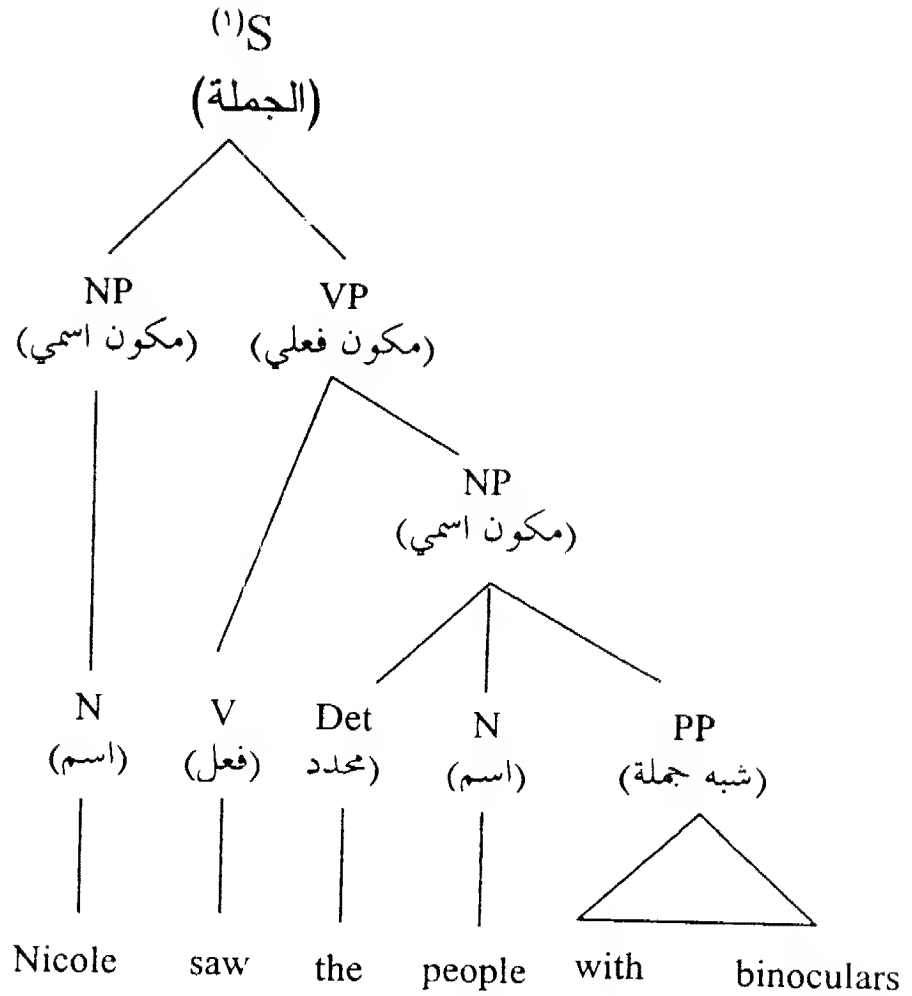 (١)S
(الجملة)
NP VP
(مكون اسمي) (مكون فعلي)
NP
(مكون اسمي)
N V Det N PP
(اسم) (فعل) (محدد (اسم) (شبه جملة)
Nicole saw the people with binoculars